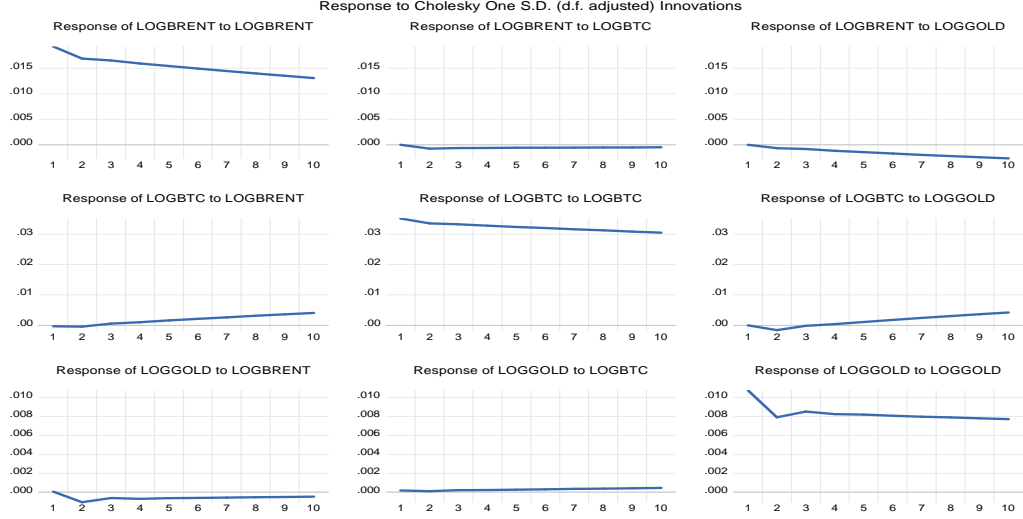 Response to Cholesky One S.D. (d.f. adjusted) Innovations
Response of LOGBRENT to LOGBRENT
.015
.010
.005
.000
1 2 3 4 5 6 7 8 9 10
Response of LOGBRENT to LOGBTC
.015
.010
.005
.000
1 2 3 4 5 6 7 8 9 10
Response of LOGBRENT to LOGGOLD
.015
.010
.005
.000
1 2 3 4 5 6 7 8 9 10
Response of LOGBTC to LOGBRENT
.03
.02
.01
.00
1 2 3 4 5 6 7 8 9 10
Response of LOGBTC to LOGBTC
.03
.02
.01
.00
1 2 3 4 5 6 7 8 9 10
Response of LOGBTC to LOGGOLD
.03
.02
.01
.00
1 2 3 4 5 6 7 8 9 10
Response of LOGGOLD to LOGBRENT
.010
.008
.006
.004
.002
.000
1 2 3 4 5 6 7 8 9 10
Response of LOGGOLD to LOGBTC
.010
.008
.006
.004
.002
.000
1 2 3 4 5 6 7 8 9 10
Response of LOGGOLD to LOGGOLD
.010
.008
.006
.004
.002
.000
1 2 3 4 5 6 7 8 9 10